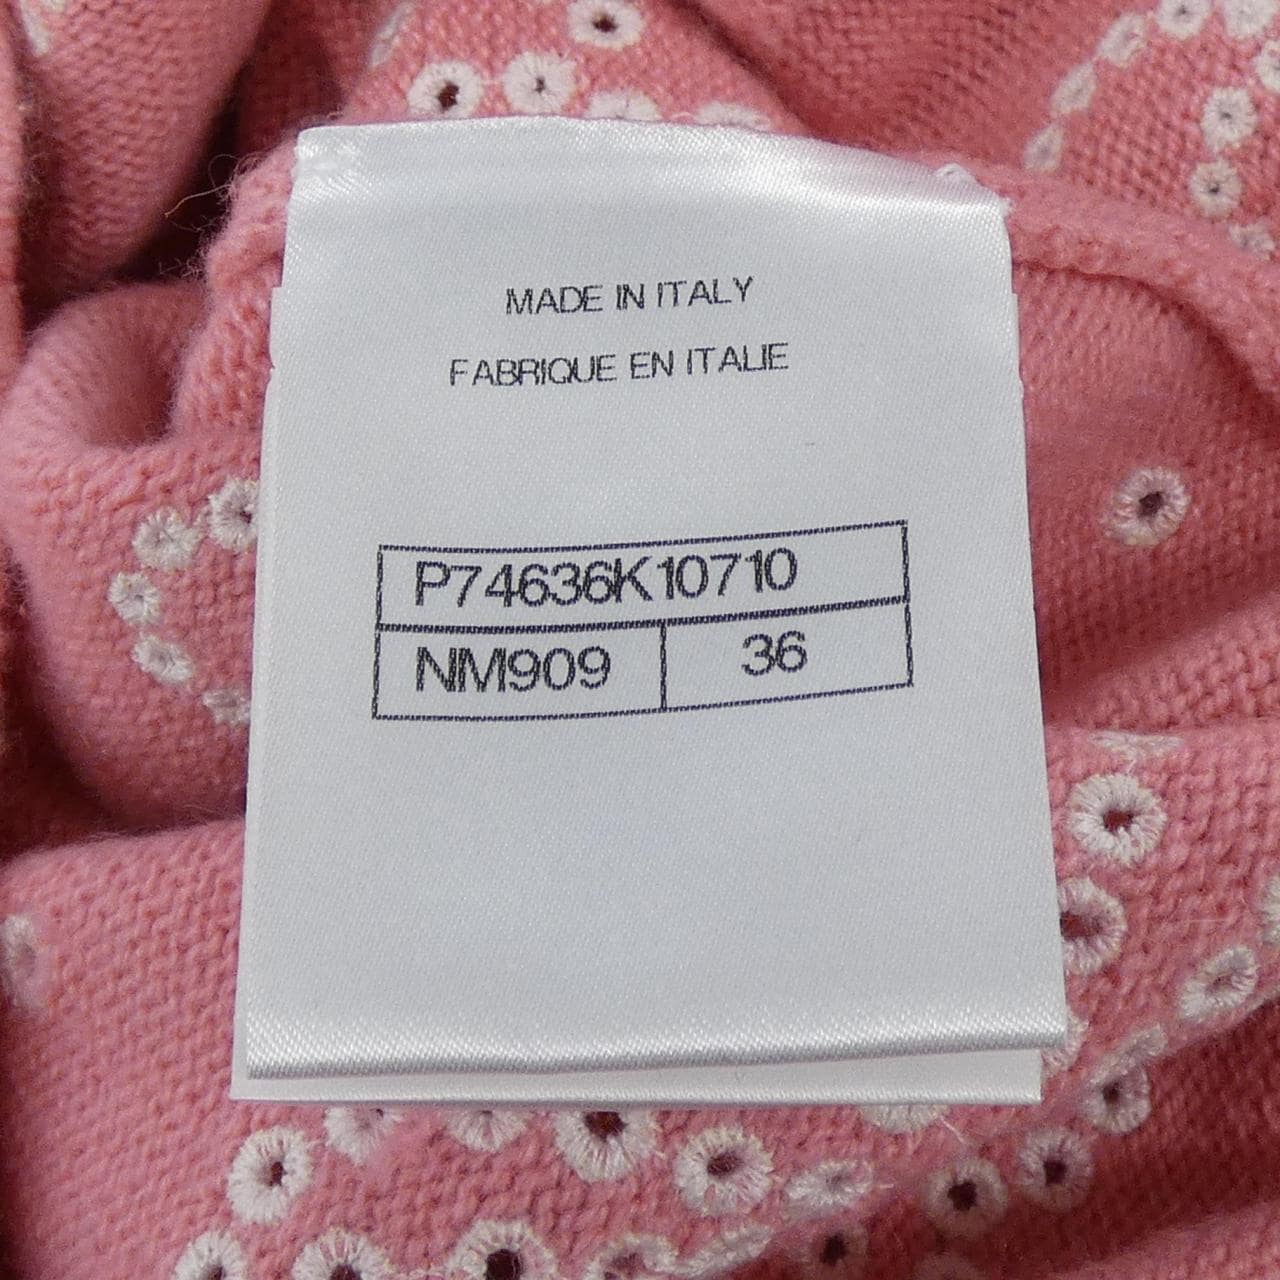 MADE IN ITALY
FABRIQUE EN ITALIE
P74636K10710
NM909 36